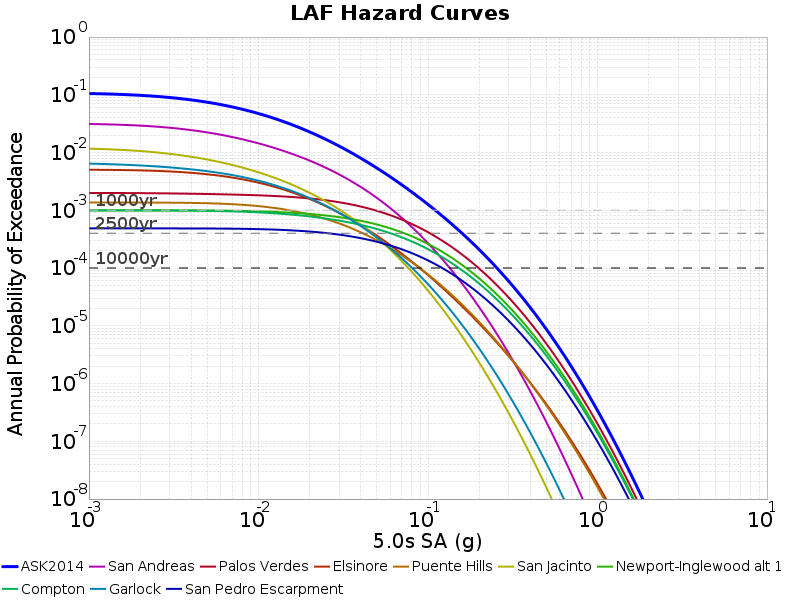 LAF Hazard Curves
Annual Probability of Exceedance
10^0
10^-1
10^-2
10^-3
10^-4
10^-5
10^-6
10^-7
10^-8
1000yr
2500yr
10000yr
10^-3 10^-2 10^-1 10^0 10^1
5.0s SA (g)
ASK2014 San Andreas Palos Verdes Elsinore Puente Hills San Jacinto Newport-Inglewood alt 1
Compton Garlock San Pedro Escarpment